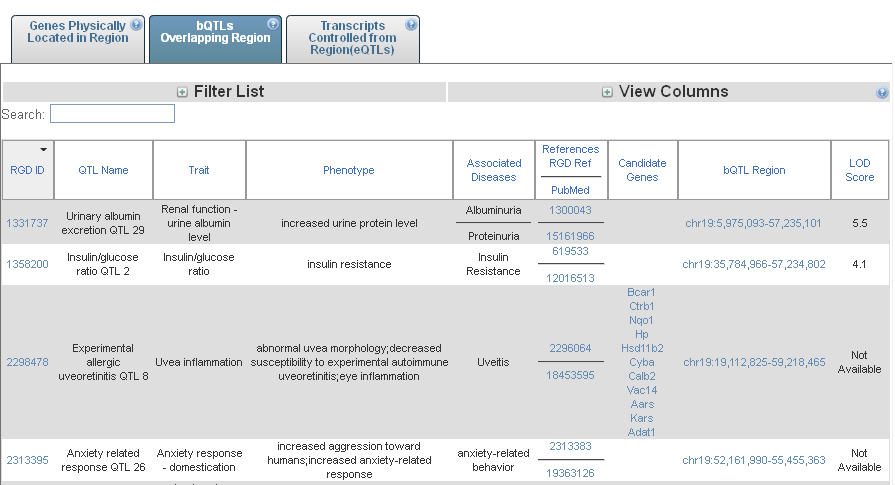 Genes Physically
Located in Region
bQTLs
Overlapping Region
Transcripts
Controlled from
Region(eQTLs)
Filter List
View Columns
Search:
RGD ID
QTL Name
Trait
Phenotype
Associated
Diseases
References
RGD Ref
PubMed
Candidate
Genes
bQTL Region
LOD
Score
1331737
Urinary albumin
excretion QTL 29
Renal function -
urine albumin
level
increased urine protein level
Albuminuria
Proteinuria
1300043
15161966
chr19:5,975,093-57,235,101
5.5
1358200
Insulin/glucose
ratio QTL 2
Insulin/glucose
ratio
insulin resistance
Insulin
Resistance
619533
12016513
chr19:35,784,966-57,234,802
4.1
2298478
Experimental
allergic
uveoretinitis QTL 8
Uvea inflammation
abnormal uvea morphology;decreased
susceptibility to experimental autoimmune
uveoretinitis;eye inflammation
Uveitis
2296064
18453595
Bcar1
Ctrb1
Nqo1
Hp
Hsd11b2
Cyba
Calb2
Vac14
Aars
Kars
Adat1
chr19:19,112,825-59,218,465
Not
Available
2313395
Anxiety related
response QTL 26
Anxiety response
- domestication
increased aggression toward
humans;increased anxiety-related
response
anxiety-related
behavior
2313383
19363126
chr19:52,161,990-55,455,363
Not
Available